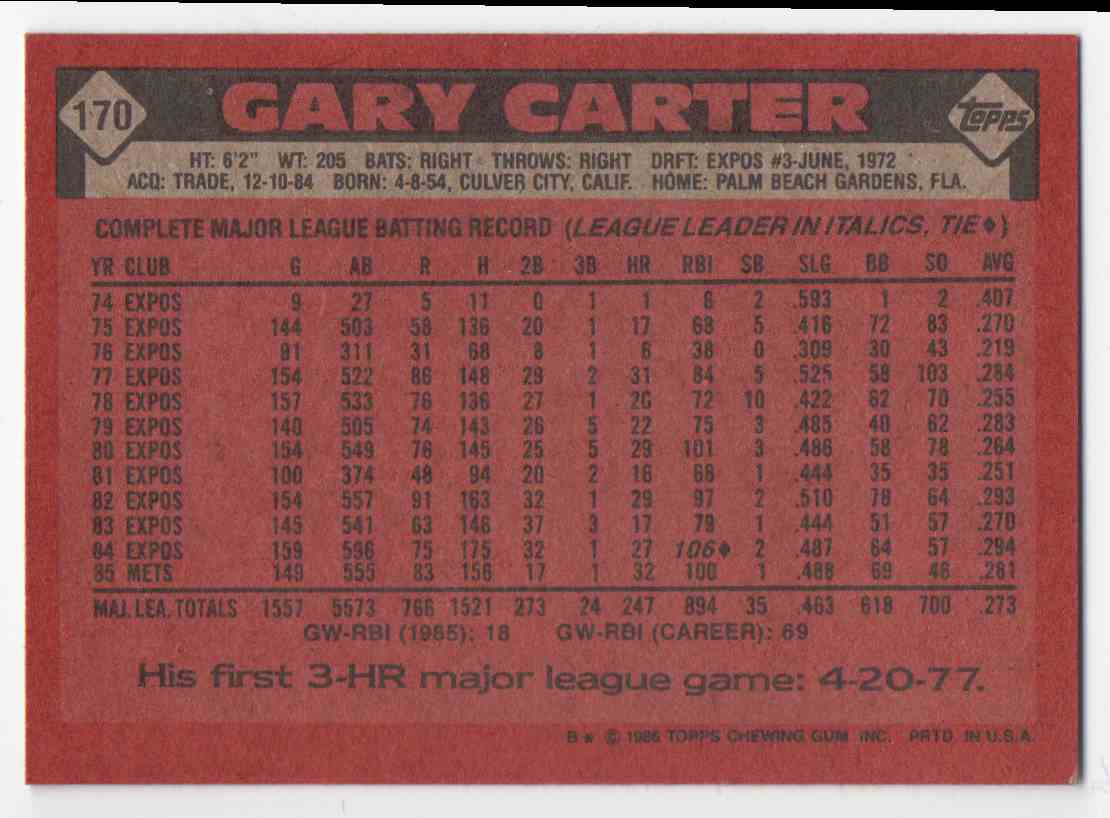 170 GARY CARTER Topps
HT: 6'2" WT: 205 BATS: RIGHT THROWS: RIGHT DRFT: EXPOS #3-JUNE, 1972
ACQ: TRADE, 12-10-84 BORN: 4-8-54, CULVER CITY, CALIF. HOME: PALM BEACH GARDENS, FLA.
COMPLETE MAJOR LEAGUE BATTING RECORD (LEAGUE LEADER IN ITALICS, TIE♦)
YR CLUB G AB R H 2B 3B HR RBI SB SLG BB SO AVG
74 EXPOS 9 27 5 11 0 1 1 6 2 .593 1 2 .407
75 EXPOS 144 503 58 136 20 1 17 68 5 .416 72 83 .270
76 EXPOS 91 311 31 68 8 1 6 38 0 .309 30 43 .219
77 EXPOS 154 522 86 148 29 2 31 84 5 .525 58 103 .284
78 EXPOS 157 533 76 136 27 1 20 72 10 .422 62 70 .255
79 EXPOS 140 505 74 143 26 5 22 75 3 .485 40 62 .283
80 EXPOS 154 549 76 145 25 5 29 101 3 .486 58 78 .264
81 EXPOS 100 374 48 94 20 2 16 68 1 .444 35 35 .251
82 EXPOS 154 557 91 163 32 1 29 97 2 .510 78 64 .293
83 EXPOS 145 541 63 146 37 3 17 79 1 .444 51 57 .270
84 EXPOS 159 596 75 175 32 1 27 106♦ 2 .487 64 57 .294
85 METS 149 555 83 156 17 1 32 100 1 .488 69 46 .281
MAJ. LEA. TOTALS 1557 5573 766 1521 273 24 247 894 35 .463 618 700 .273
GW-RBI (1985): 18 GW-RBI (CAREER): 69
His first 3-HR major league game: 4-20-77.
B★ © 1986 TOPPS CHEWING GUM INC. PRTD. IN U.S.A.